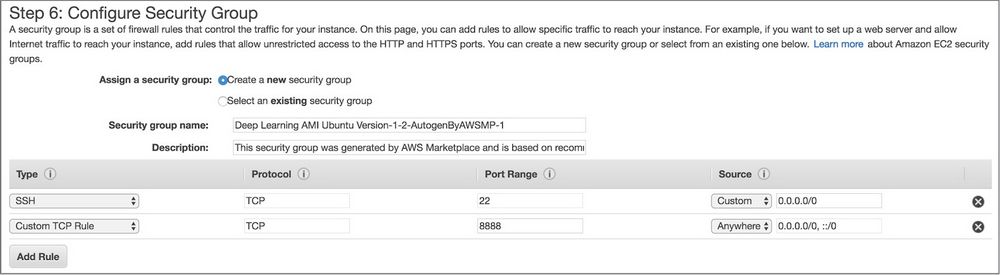 Step 6: Configure Security Group
A security group is a set of firewall rules that control the traffic for your instance. On this page, you can add rules to allow specific traffic to reach your instance. For example, if you want to set up a web server and allow
Internet traffic to reach your instance, add rules that allow unrestricted access to the HTTP and HTTPS ports. You can create a new security group or select from an existing one below. Learn more about Amazon EC2 security
groups.
Assign a security group: Create a new security group
Select an existing security group
Security group name: Deep Learning AMI Ubuntu Version-1-2-AutogenByAWSMP-1
Description: This security group was generated by AWS Marketplace and is based on recom
Type i Protocol i Port Range i Source i
SSH TCP 22 Custom 0.0.0.0/0
Custom TCP Rule TCP 8888 Anywhere 0.0.0.0/0, ::/0
Add Rule